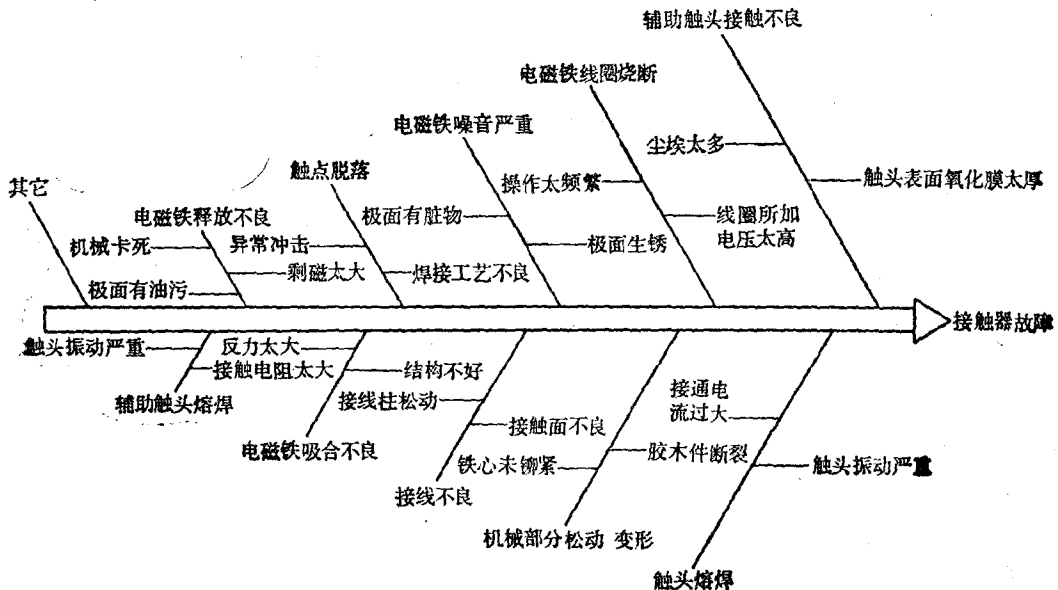 辅助触头接触不良
电磁铁线圈烧断
电磁铁噪音严重
尘埃太多
触点脱落
操作太频繁
触头表面氧化膜太厚
其它
电磁铁释放不良
极面有脏物
线圈所加
电压太高
机械卡死
异常冲击
极面生锈
剩磁太大
焊接工艺不良
极面有油污
接触器故障
触头振动严重
反力太大
接触电阻太大
结构不好
辅助触头熔焊
接线柱松动
接通电
流过大
接触面不良
电磁铁吸合不良
胶木件断裂
铁心未铆紧
触头振动严重
接线不良
机械部分松动 变形
触头熔焊